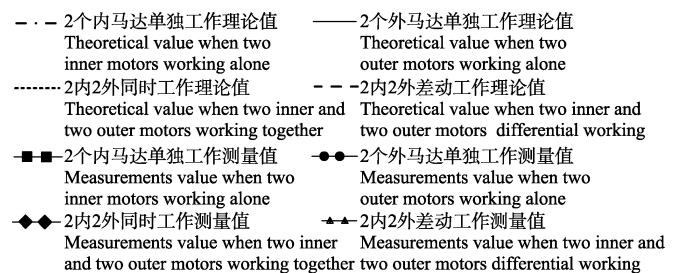 2个内马达单独工作理论值
Theoretical value when two
inner motors working alone
2个外马达单独工作理论值
Theoretical value when two
outer motors working alone
2内2外同时工作理论值
Theoretical value when two inner and
two outer motors working together
2内2外差动工作理论值
Theoretical value when two inner and
two outer motors differential working
2个内马达单独工作测量值
Measurements value when two
inner motors working alone
2个外马达单独工作测量值
Measurements value when two
outer motors working alone
2内2外同时工作测量值
Measurements value when two inner
and two outer motors working together
2内2外差动工作测量值
Measurements value when two inner and
two outer motors differential working